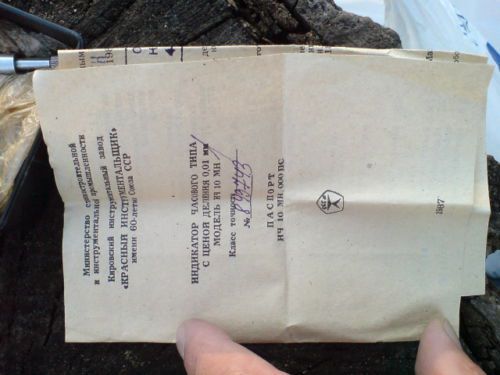 Министерство станкостроительной
и инструментальной промышленности
Кировский инструментальный завод
«КРАСНЫЙ ИНСТРУМЕНТАЛЬЩИК»
имени 60-летия Союза ССР
ИНДИКАТОР ЧАСОВОГО ТИПА
С ЦЕНОЙ ДЕЛЕНИЯ 0,01 мм
МОДЕЛЬ ИЧ 10 МН
Класс точности
№
ПАСПОРТ
ИЧ 10 МН. 000 ПС
1987